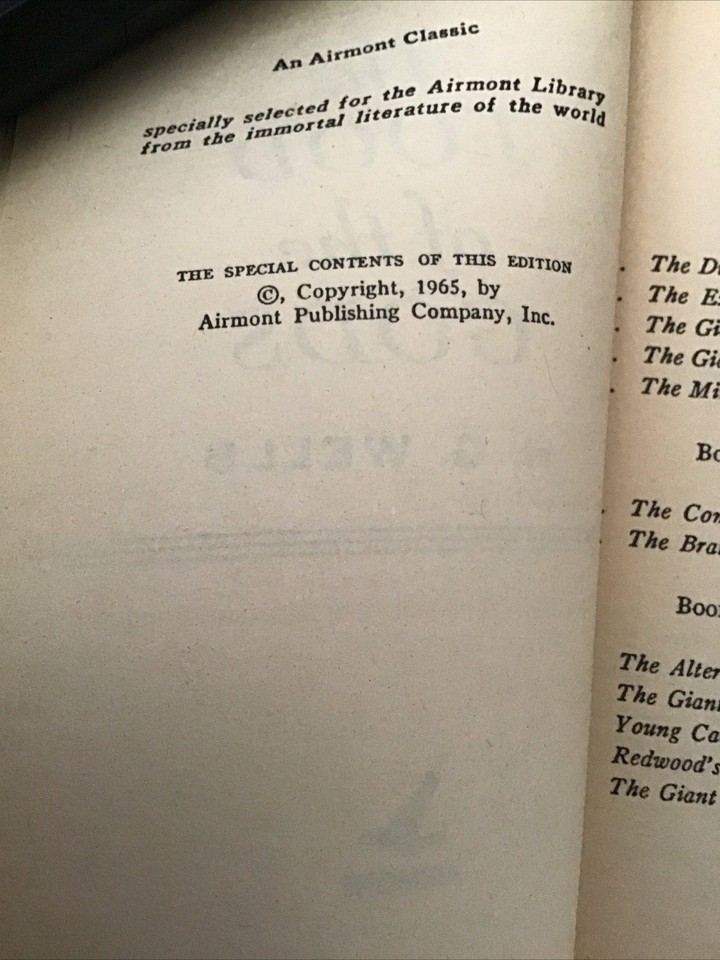 An Airmont Classic
specially selected for the Airmont Library
from the immortal literature of the world
THE SPECIAL CONTENTS OF THIS EDITION
©, Copyright, 1965, by
Airmont Publishing Company, Inc.
The
The
The
The
The
The
The
The Alter
The
Young
Redwood's
The Giant